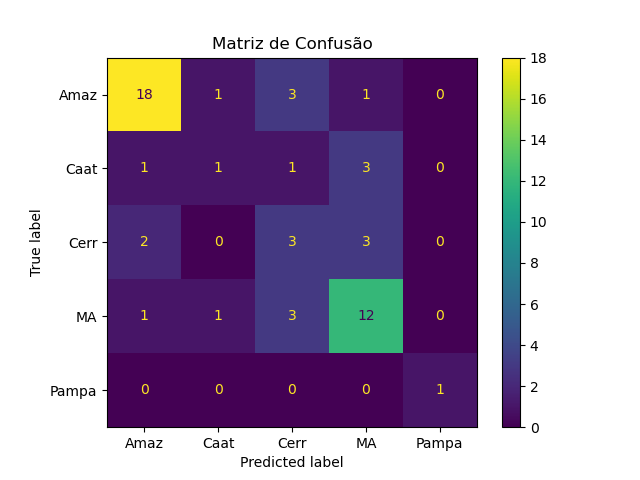 Matriz de Confusão
Amaz 18 1 3 1 0
Caat 1 1 1 3 0
Cerr 2 0 3 3 0
MA 1 1 3 12 0
Pampa 0 0 0 0 1
Amaz Caat Cerr MA Pampa
Predicted label
True label
18
16
14
12
10
8
6
4
2
0